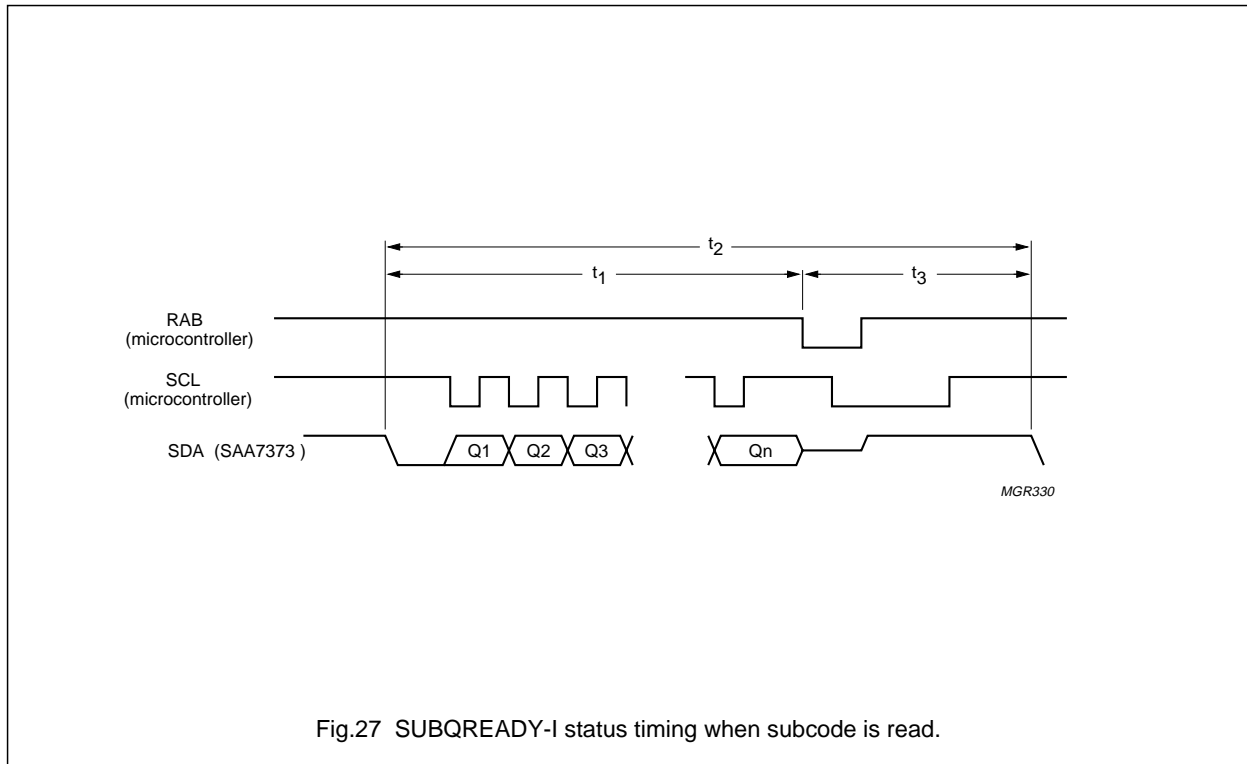 t2
t1
t3
RAB
(microcontroller)
SCL
(microcontroller)
SDA (SAA7373 )
Q1
Q2
Q3
Qn
MGR330
Fig.27 SUBQREADY-I status timing when subcode is read.